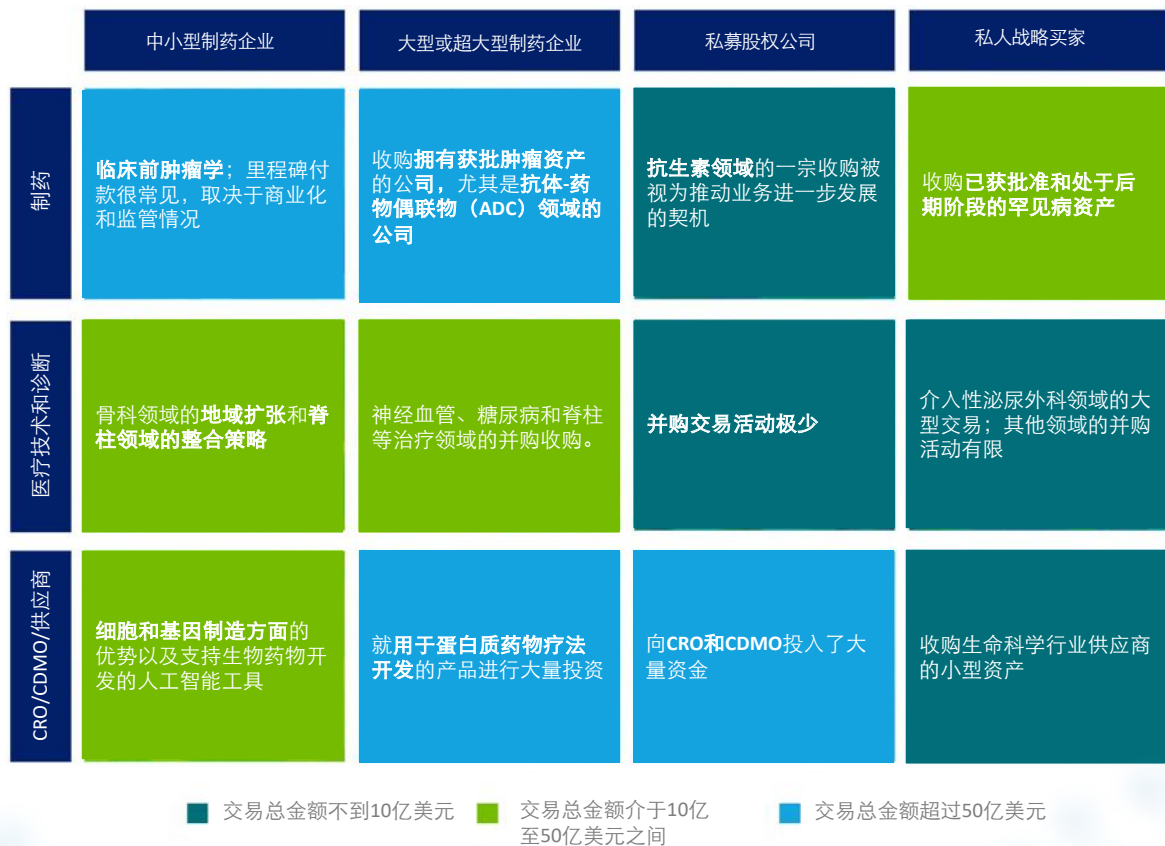 中小型制药企业
大型或超大型制药企业
私募股权公司
私人战略买家
制药
临床前肿瘤学；里程碑付
款很常见，取决于商业化
和监管情况
收购拥有获批肿瘤资产
的公司，尤其是抗体-药
物偶联物（ADC）领域的
公司
抗生素领域的一宗收购被
视为推动业务进一步发展
的契机
收购已获批准和处于后
期阶段的罕见病资产
医疗技术和诊断
骨科领域的地域扩张和脊
柱领域的整合策略
神经血管、糖尿病和脊柱
等治疗领域的并购收购。
并购交易活动极少
介入性泌尿外科领域的大
型交易；其他领域的并购
活动有限
CRO/CDMO/供应商
细胞和基因制造方面的
优势以及支持生物药物开
发的人工智能工具
就用于蛋白质药物疗法
开发的产品进行大量投资
向CRO和CDMO投入了大
量资金
收购生命科学行业供应商
的小型资产
交易总金额不到10亿美元
交易总金额介于10亿
至50亿美元之间
交易总金额超过50亿美元